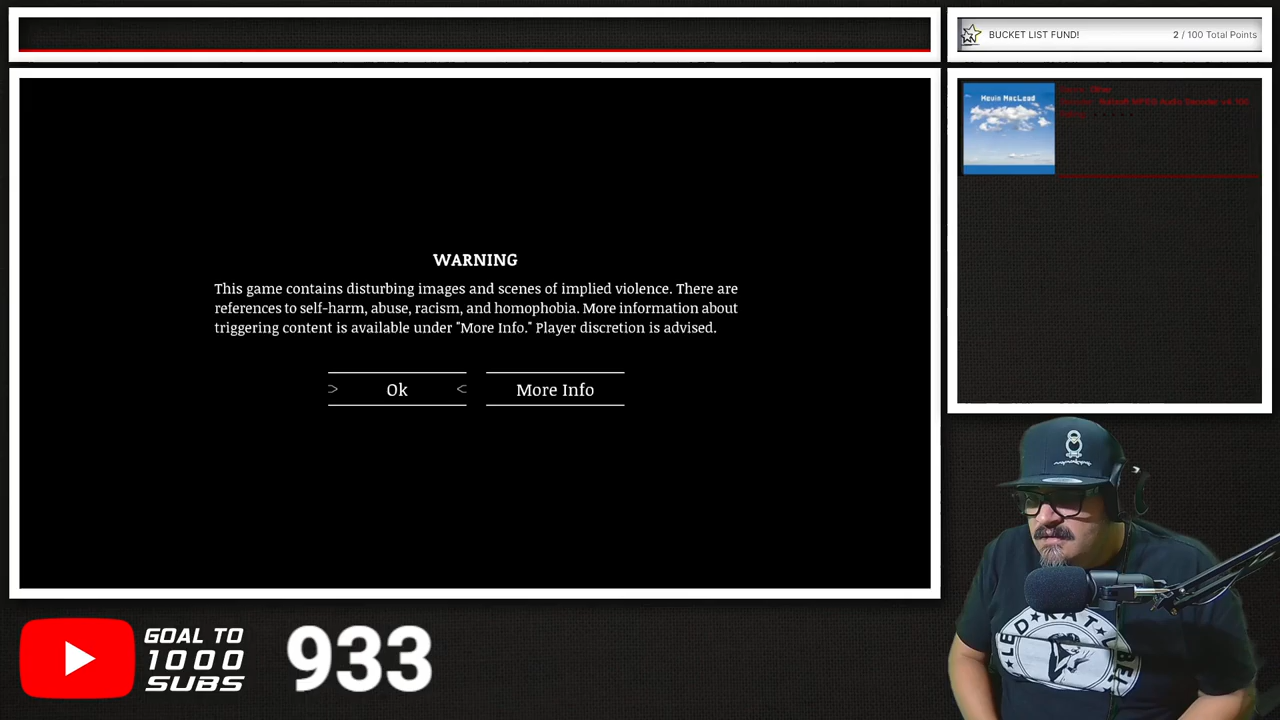 BUCKET LIST FUND!
2 / 100 Total Points
Kevin MacLeod
WARNING
This game contains disturbing images and scenes of implied violence. There are
references to self-harm, abuse, racism, and homophobia. More information about
triggering content is available under "More Info." Player discretion is advised.
> Ok <
More Info
GOAL TO
1000
SUBS
933